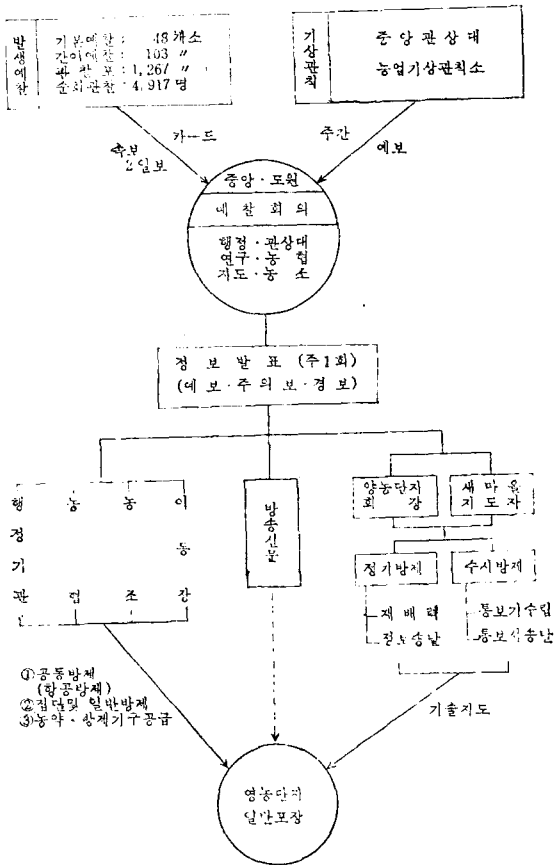 발생예찰
기본예찰 : 48개소
간이예찰 : 103 〃
관찰포 : 1,267 〃
순회관찰 : 4,917명
기상관측
중앙관상대
농업기상관측소
속보
2일보
카-드
주간
예보
중앙·도원
예찰회의
행정·관상대
연구·농협
지도·농소
정보발표 (주1회)
(예보·주의보·경보)
행정기관
농협
농조
이동장
방송신문
양농단지
회장
새마을
지도자
정기방제
수시방제
재배력
통보기수립
① 공동방제
(항공방제)
② 집단및 일반방제
③ 농약·방제기구공급
기술지도
영농단지
일반포장